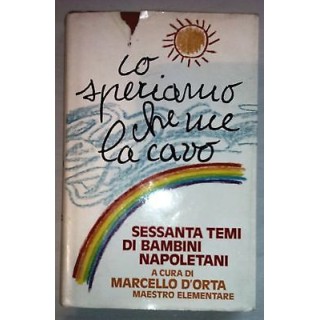 io
speriamo
che me
la cavo
SESSANTA TEMI
DI BAMBINI
NAPOLETANI
A CURA DI
MARCELLO D'ORTA
MAESTRO ELEMENTARE